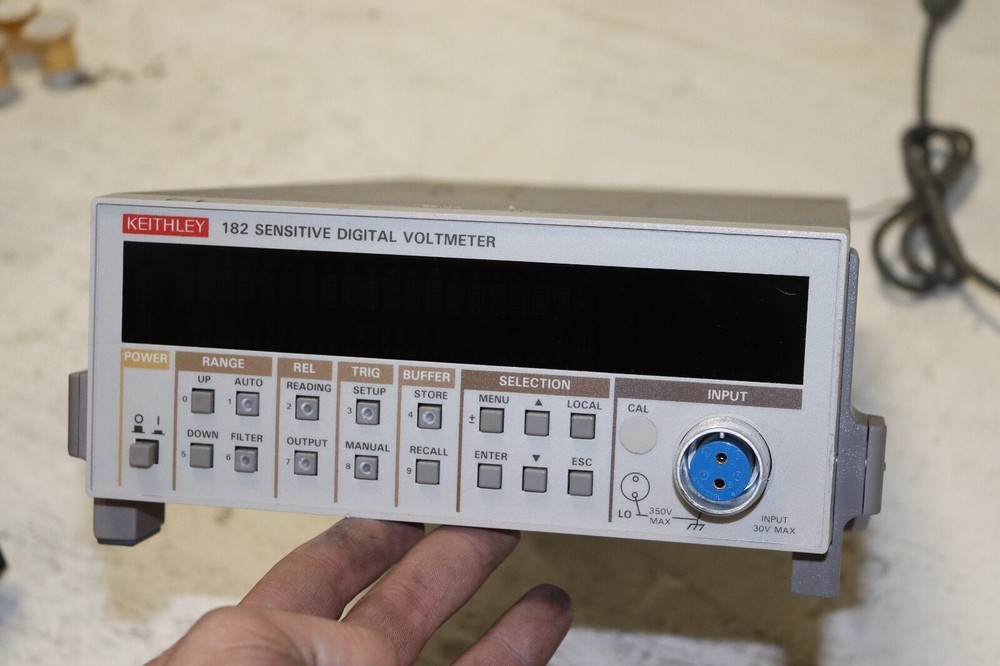 KEITHLEY 182 SENSITIVE DIGITAL VOLTMETER
POWER RANGE REL TRIG BUFFER SELECTION INPUT
UP AUTO READING SETUP STORE MENU ▲ LOCAL CAL
O I 0 1 2 3 4 ±
DOWN FILTER OUTPUT MANUAL RECALL ENTER ▼ ESC
5 6 7 8 9
LO 350V MAX INPUT 30V MAX